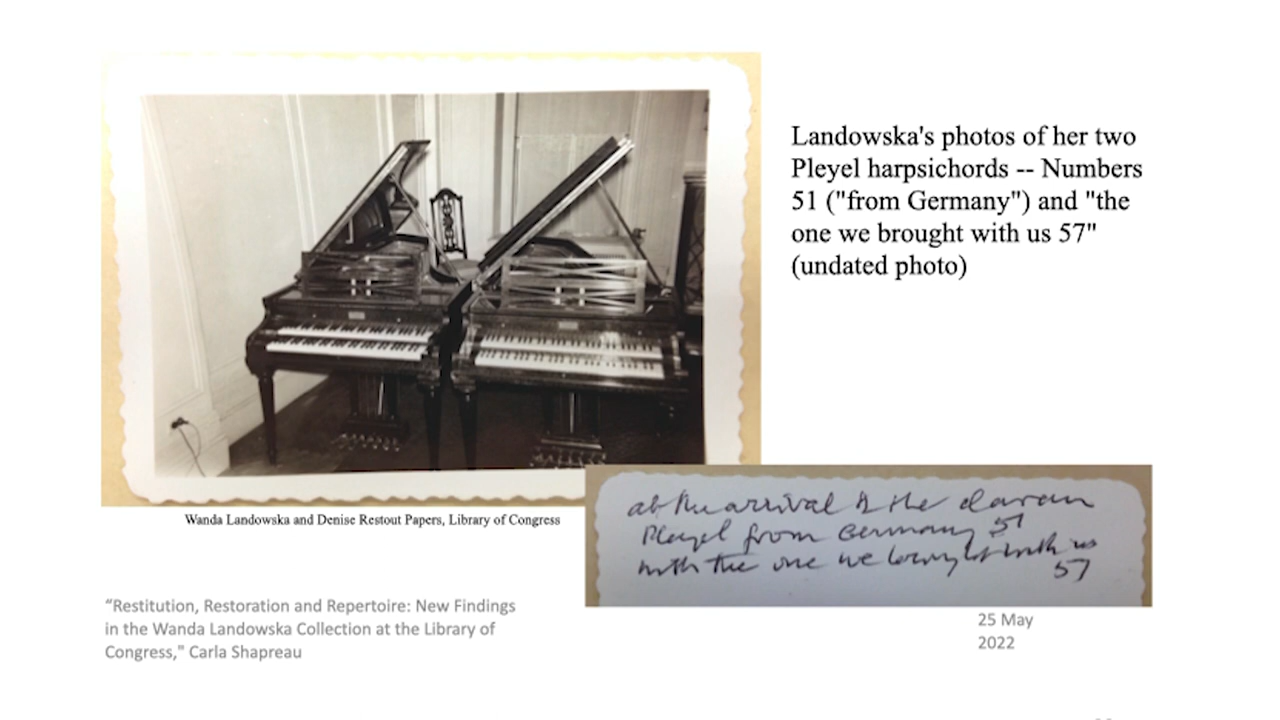 Landowska's photos of her two
Pleyel harpsichords -- Numbers
51 ("from Germany") and "the
one we brought with us 57"
(undated photo)
Wanda Landowska and Denise Restout Papers, Library of Congress
at the arrival of the
Pleyel from Germany 51
with the one we brought with us
57
“Restitution, Restoration and Repertoire: New Findings
in the Wanda Landowska Collection at the Library of
Congress," Carla Shapreau
25 May
2022